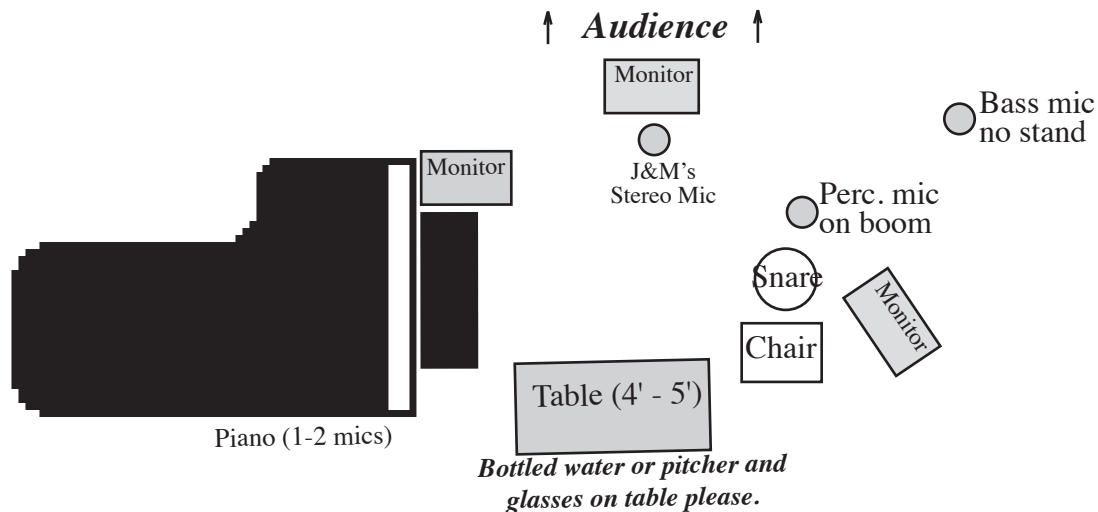 Audience
Monitor
Bass mic
no stand
Monitor
J&M’s
Stereo Mic
Perc. mic
on boom
Snare
Monitor
Chair
Table (4' - 5')
Piano (1-2 mics)
Bottled water or pitcher and
glasses on table please.